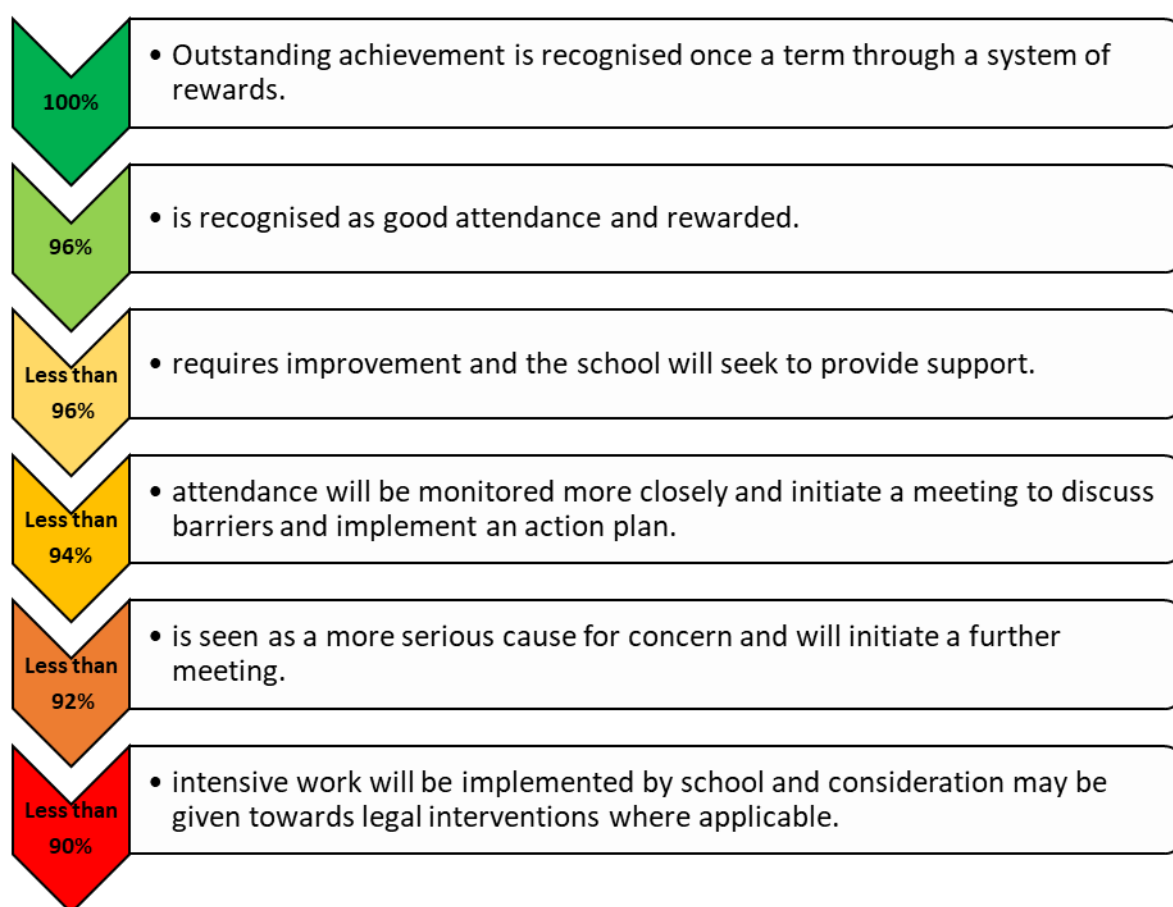 100%
• Outstanding achievement is recognised once a term through a system of
rewards.
96%
• is recognised as good attendance and rewarded.
Less than
96%
• requires improvement and the school will seek to provide support.
Less than
94%
• attendance will be monitored more closely and initiate a meeting to discuss
barriers and implement an action plan.
Less than
92%
• is seen as a more serious cause for concern and will initiate a further
meeting.
Less than
90%
• intensive work will be implemented by school and consideration may be
given towards legal interventions where applicable.